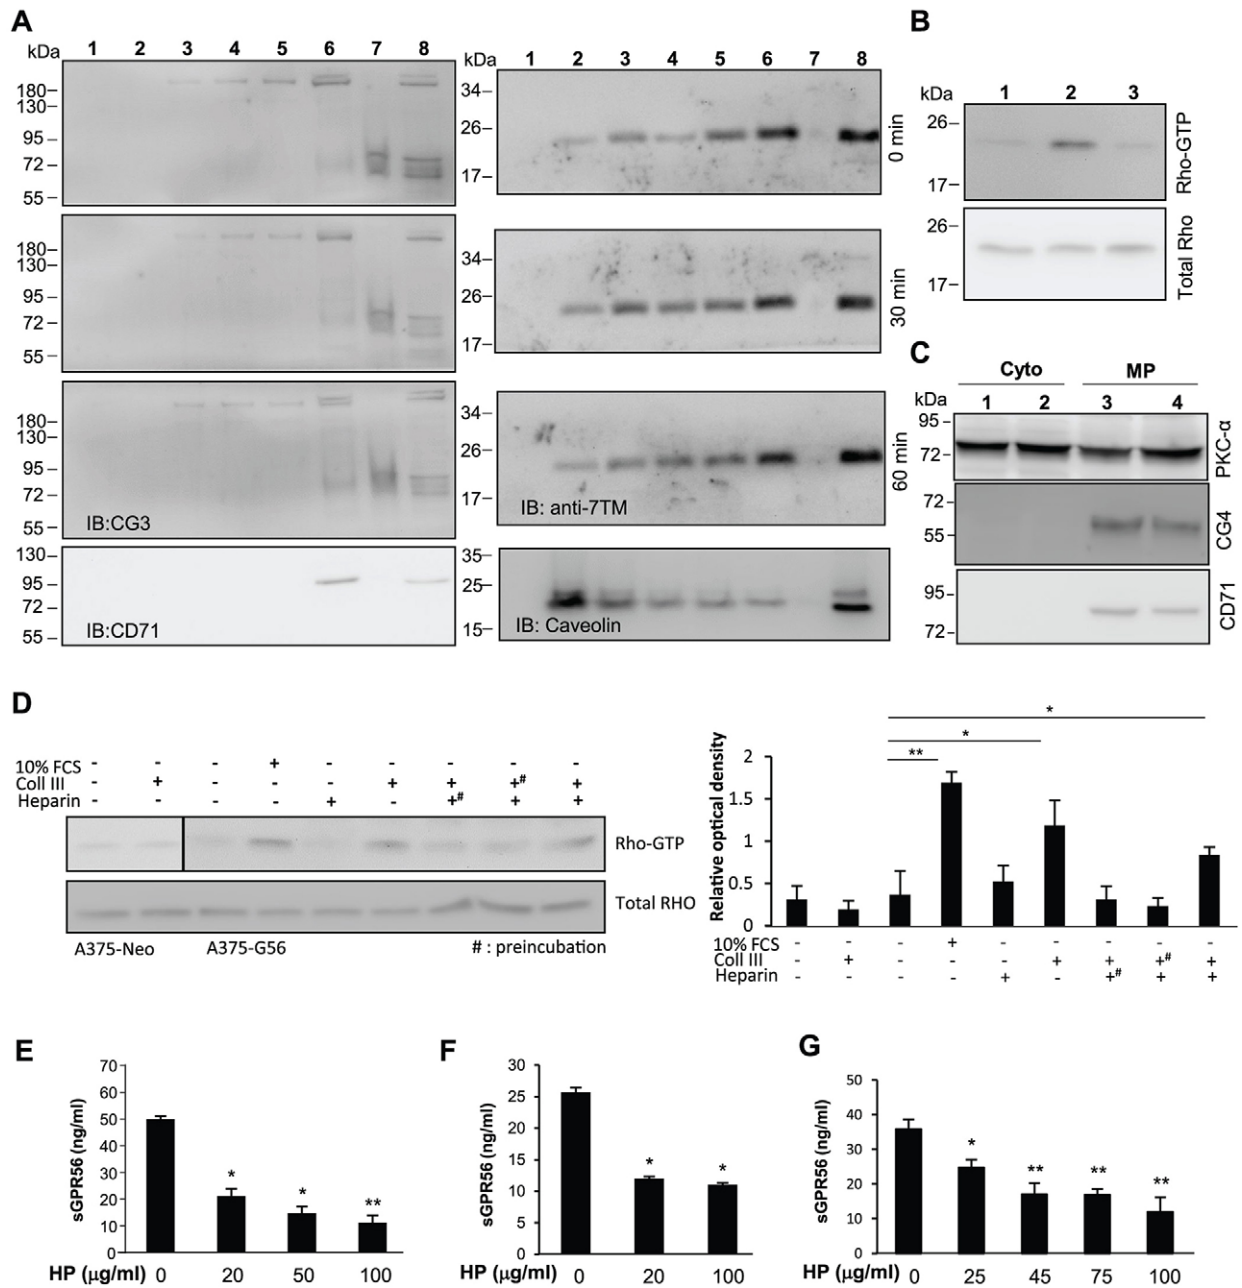 A
kDa 1 2 3 4 5 6 7 8
180–
130–
95–
72–
55–
180–
130–
95–
72–
55–
180–
130–
95–
72–
55–
IB:CG3
130–
95–
72–
55–
IB:CD71
kDa 1 2 3 4 5 6 7 8
34–
26–
17–
0 min
34–
26–
17–
30 min
34–
26–
17–
60 min
IB: anti-7TM
35–
25–
15–
IB: Caveolin
B
kDa 1 2 3
26–
17–
Rho-GTP
26–
17–
Total Rho
C
Cyto MP
kDa 1 2 3 4
95–
72–
PKC-α
72–
55–
CG4
95–
72–
CD71
D
10% FCS - - - + - - - - -
Coll III - + - - - + + +# +
Heparin - - - - + - +# + +
Rho-GTP
Total RHO
A375-Neo A375-G56 # : preincubation
Relative optical density
2
1.5
1
0.5
0
* 
*
**
10% FCS - - - + - - - - -
Coll III - + - - - + + +# +
Heparin - - - - + - +# + +
E
sGPR56 (ng/ml)
70
60
50
40
30
20
10
0
* * **
HP (μg/ml) 0 20 50 100
F
sGPR56 (ng/ml)
30
25
20
15
10
5
0
* *
HP (μg/ml) 0 20 100
G
sGPR56 (ng/ml)
50
40
30
20
10
0
* ** ** **
HP (μg/ml) 0 25 45 75 100